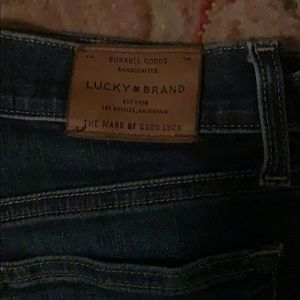 DURABLE GOODS
HANDCRAFTED
LUCKY BRAND
EST. 1990
LOS ANGELES, CALIFORNIA
THE MARK OF GOOD LUCK